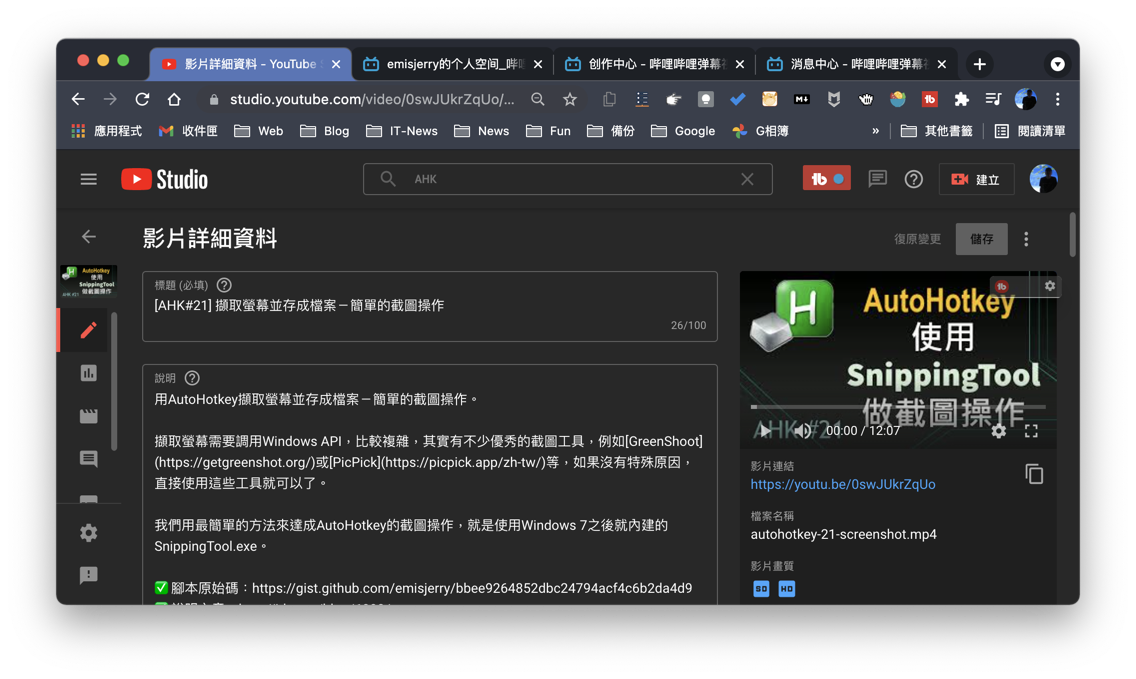 影片詳細資料 - YouTube S
emisjerry的个人空间_哔
创作中心 - 哔哩哔哩弹幕
消息中心 - 哔哩哔哩弹幕
studio.youtube.com/video/0swJUkrZqUo/...
應用程式 收件匣 Web Blog IT-News News Fun 備份 Google G相簿 » 其他書籤 閱讀清單
Studio
AHK
建立
影片詳細資料
復原變更
儲存
AutoHotkey
使用
SnippingTool
做截圖操作
標題 (必填)
[AHK#21] 擷取螢幕並存成檔案－簡單的截圖操作
26/100
說明
用AutoHotkey擷取螢幕並存成檔案－簡單的截圖操作。
擷取螢幕需要調用Windows API，比較複雜，其實有不少優秀的截圖工具，例如[GreenShoot]
(https://getgreenshot.org/)或[PicPick](https://picpick.app/zh-tw/)等，如果沒有特殊原因，
直接使用這些工具就可以了。
我們用最簡單的方法來達成AutoHotkey的截圖操作，就是使用Windows 7之後就內建的
SnippingTool.exe。
✅ 腳本原始碼：https://gist.github.com/emisjerry/bbee9264852dbc24794acf4c6b2da4d9
H
AutoHotkey
使用
SnippingTool
做截圖操作
AHK #21
00:00 / 12:07
影片連結
https://youtu.be/0swJUkrZqUo
檔案名稱
autohotkey-21-screenshot.mp4
影片畫質
SD HD